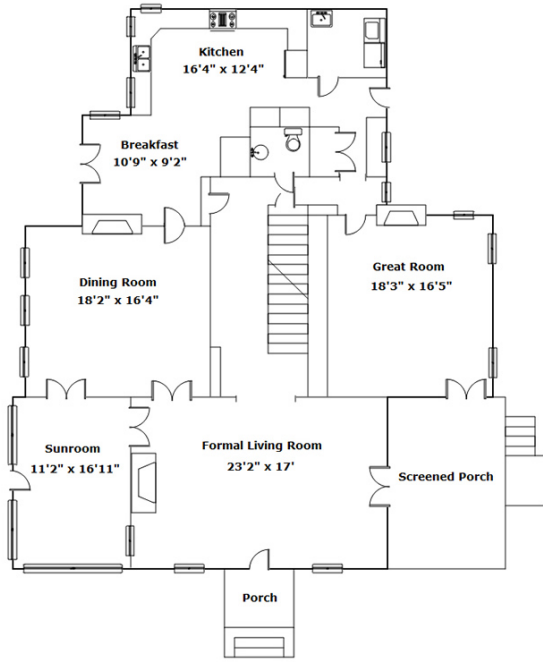 Kitchen
16'4" x 12'4"
Breakfast
10'9" x 9'2"
Dining Room
18'2" x 16'4"
Great Room
18'3" x 16'5"
Sunroom
11'2" x 16'11"
Formal Living Room
23'2" x 17'
Screened Porch
Porch